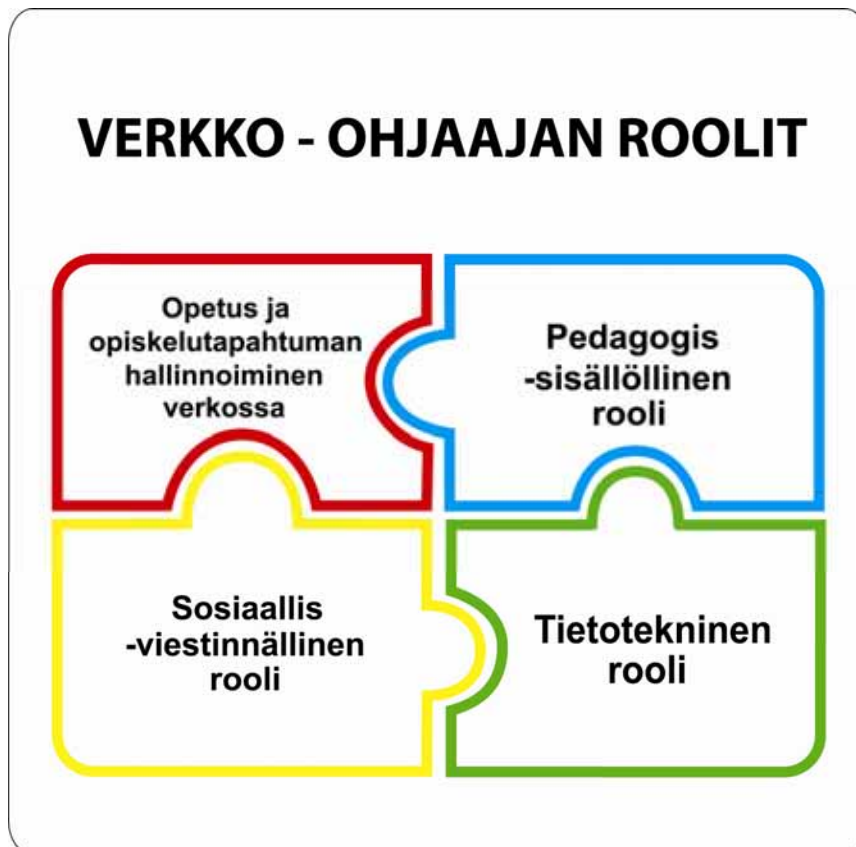 VERKKO - OHJAAJAN ROOLIT
Opetus ja
opiskelutapahtuman
hallinnoiminen
verkossa
Pedagogis
-sisällöllinen
rooli
Sosiaallis
-viestinnällinen
rooli
Tietotekninen
rooli